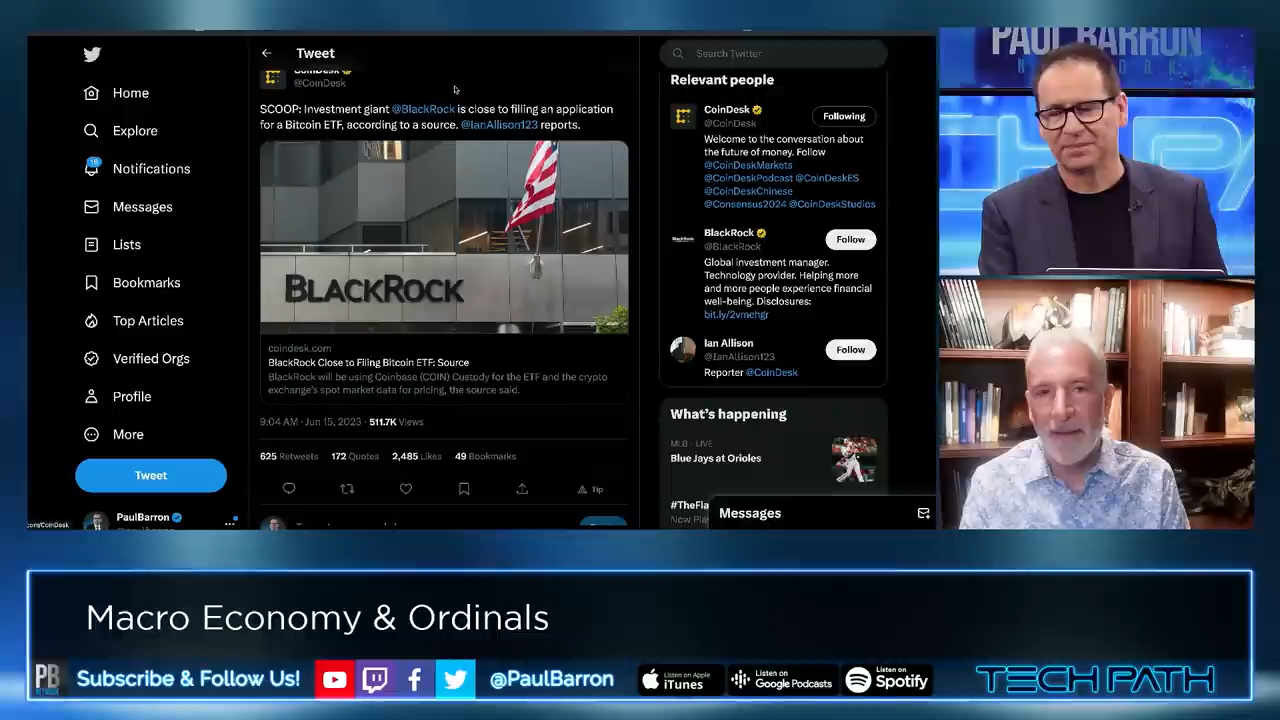 Tweet
Home
Explore
18
Notifications
Messages
Lists
Bookmarks
Top Articles
Verified Orgs
Profile
More
Tweet
PaulBarron
com/CoinDesk
CoinDesk
@CoinDesk
SCOOP: Investment giant @BlackRock is close to filling an application
for a Bitcoin ETF, according to a source. @IanAllison123 reports.
BLACKROCK
coindesk.com
BlackRock Close to Filing Bitcoin ETF: Source
BlackRock will be using Coinbase (COIN) Custody for the ETF and the crypto
exchange's spot market data for pricing, the source said.
9:04 AM · Jun 15, 2023 · 511.7K Views
625 Retweets 172 Quotes 2,485 Likes 49 Bookmarks
Tip
Search Twitter
Relevant people
CoinDesk
@CoinDesk
Following
Welcome to the conversation about
the future of money. Follow
@CoinDeskMarkets
@CoinDeskPodcast @CoinDeskES
@CoinDeskChinese
@Consensus2024 @CoinDeskStudios
BlackRock
@BlackRock
Follow
Global investment manager.
Technology provider. Helping more
and more people experience financial
well-being. Disclosures:
bit.ly/2vmehgr
Ian Allison
@IanAllison123
Follow
Reporter @CoinDesk
What's happening
MLB · LIVE
Blue Jays at Orioles
#TheFla
Now Play
Messages
PAUL BARRON
Macro Economy & Ordinals
PB
NETWORK
Subscribe & Follow Us!
@PaulBarron
Listen on Apple
iTunes
Listen on
Google Podcasts
Listen on
Spotify
TECH PATH